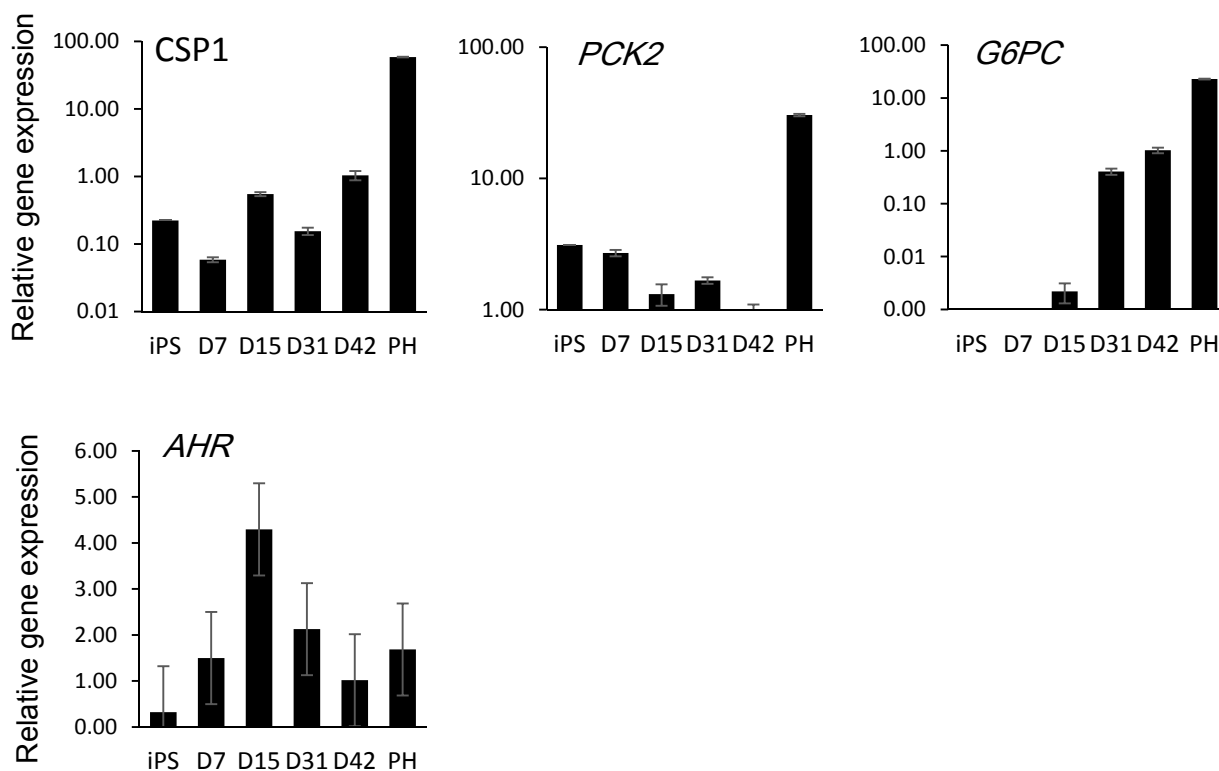 Relative gene expression
CSP1
100.00
10.00
1.00
0.10
0.01
iPS D7 D15 D31 D42 PH
PCK2
100.00
10.00
1.00
iPS D7 D15 D31 D42 PH
G6PC
100.00
10.00
1.00
0.10
0.01
0.00
iPS D7 D15 D31 D42 PH
Relative gene expression
AHR
6.00
5.00
4.00
3.00
2.00
1.00
0.00
iPS D7 D15 D31 D42 PH